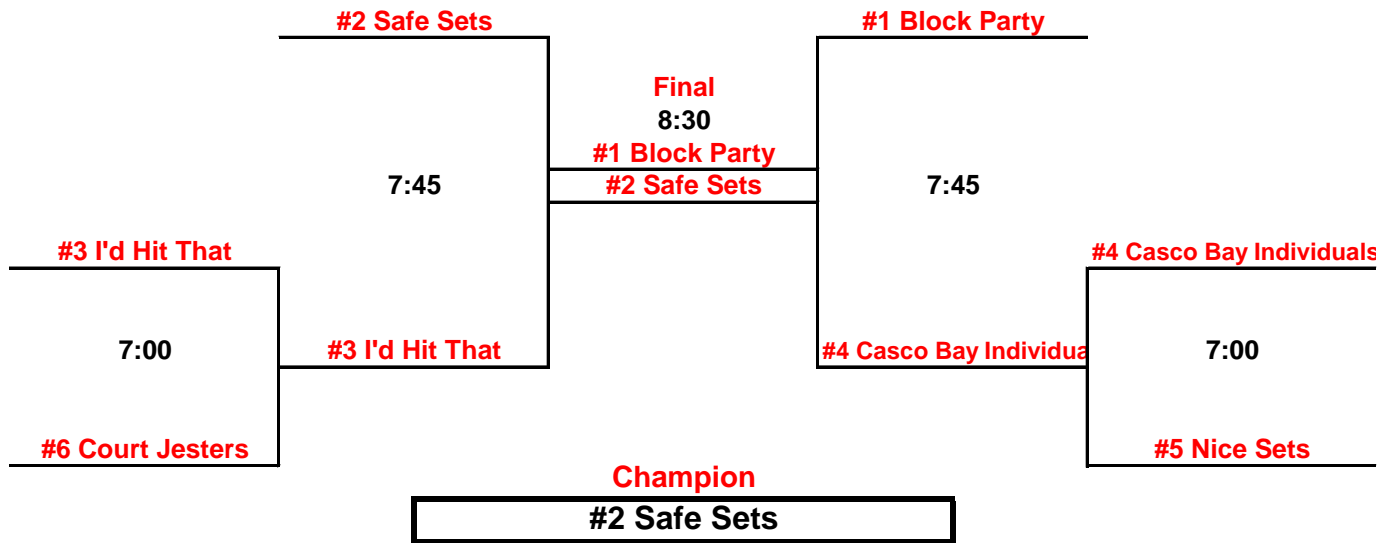 #2 Safe Sets
#1 Block Party
Final
8:30
#1 Block Party
7:45
#2 Safe Sets
7:45
#3 I'd Hit That
#4 Casco Bay Individuals
7:00
#3 I'd Hit That
#4 Casco Bay Individua
7:00
#6 Court Jesters
#5 Nice Sets
Champion
#2 Safe Sets